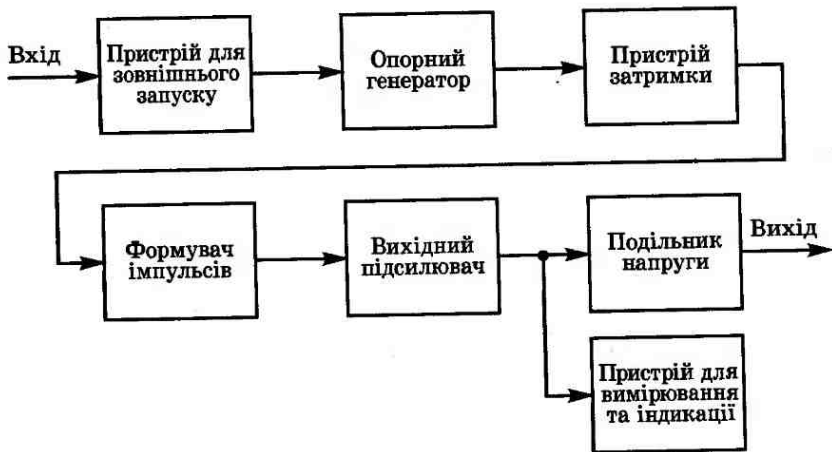 Вхід
Пристрій для
зовнішнього
запуску
Опорний
генератор
Пристрій
затримки
Формувач
імпульсів
Вихідний
підсилювач
Подільник
напруги
Вихід
Пристрій для
вимірювання
та індикації